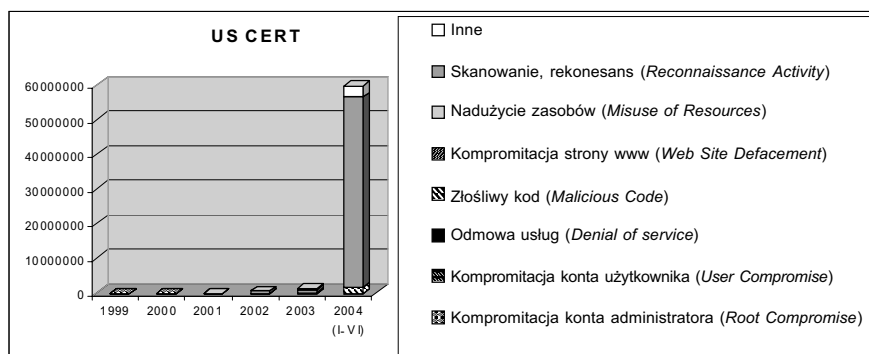 US CERT
60000000
50000000
40000000
30000000
20000000
10000000
0
1999 2000 2001 2002 2003 2004
(I-VI)
Inne
Skanowanie, rekonesans (Reconnaissance Activity)
Nadużycie zasobów (Misuse of Resources)
Kompromitacja strony www (Web Site Defacement)
Złośliwy kod (Malicious Code)
Odmowa usług (Denial of service)
Kompromitacja konta użytkownika (User Compromise)
Kompromitacja konta administratora (Root Compromise)